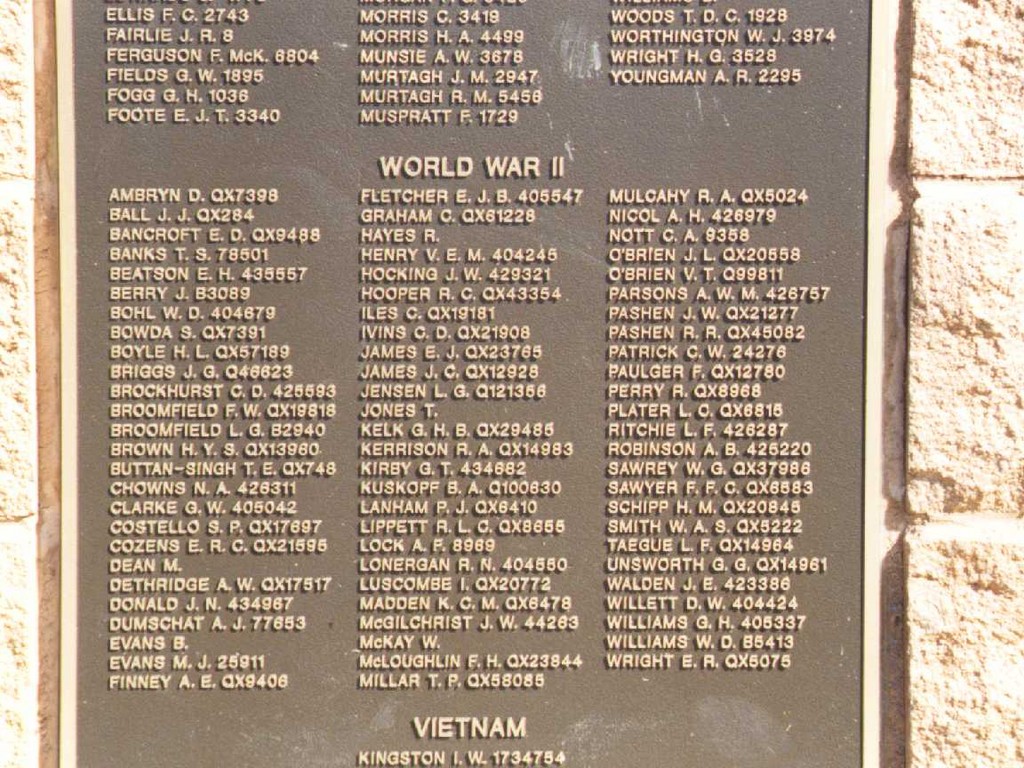 ELLIS F. C. 2743
FAIRLIE J. R. 8
FERGUSON F. McK. 6804
FIELDS G. W. 1895
FOGG G. H. 1036
FOOTE E. J. T. 3340
MORRIS C. 3419
MORRIS H. A. 4499
MUNSIE A. W. 3678
MURTAGH J. M. 2947
MURTAGH R. M. 5456
MUSPRATT F. 1729
WOODS T. D. C. 1928
WORTHINGTON W. J. 3974
WRIGHT H. G. 3528
YOUNGMAN A. R. 2295
WORLD WAR II
AMBRYN D. QX7398
BALL J. J. QX284
BANCROFT E. D. QX9488
BANKS T. S. 78501
BEATSON E. H. 435557
BERRY J. B3089
BOHL W. D. 404679
BOWDA S. QX7391
BOYLE H. L. QX57189
BRIGGS J. G. Q46623
BROCKHURST C. D. 425593
BROOMFIELD F. W. QX19818
BROOMFIELD L. G. B2940
BROWN H. Y. S. QX13960
BUTTAN-SINGH T. E. QX748
CHOWNS N. A. 426311
CLARKE G. W. 405042
COSTELLO S. P. QX17697
COZENS E. R. C. QX21595
DEAN M.
DETHRIDGE A. W. QX17517
DONALD J. N. 434967
DUMSCHAT A. J. 77653
EVANS B.
EVANS M. J. 25911
FINNEY A. E. QX9406
FLETCHER E. J. B. 405547
GRAHAM C. QX61228
HAYES R.
HENRY V. E. M. 404245
HOCKING J. W. 429321
HOOPER R. C. QX43354
ILES C. QX19181
IVINS C. D. QX21908
JAMES E. J. QX23765
JAMES J. C. QX12928
JENSEN L. G. Q121356
JONES T.
KELK G. H. B. QX29485
KERRISON R. A. QX14983
KIRBY G. T. 434682
KUSKOPF B. A. Q100630
LANHAM P. J. QX6410
LIPPETT R. L. C. QX8655
LOCK A. F. 8969
LONERGAN R. N. 404550
LUSCOMBE I. QX20772
MADDEN K. C. M. QX6478
McGILCHRIST J. W. 44263
McKAY W.
McLOUGHLIN F. H. QX23844
MILLAR T. P. QX58085
MULCAHY R. A. QX5024
NICOL A. H. 426979
NOTT C. A. 9358
O'BRIEN J. L. QX20558
O'BRIEN V. T. Q99811
PARSONS A. W. M. 426757
PASHEN J. W. QX21277
PASHEN R. R. QX45082
PATRICK C. W. 24276
PAULGER F. QX12780
PERRY R. QX8968
PLATER L. C. QX6815
RITCHIE L. F. 426287
ROBINSON A. B. 425220
SAWREY W. G. QX37986
SAWYER F. F. C. QX6583
SCHIPP H. M. QX20845
SMITH W. A. S. QX5222
TAEGUE L. F. QX14964
UNSWORTH G. G. QX14961
WALDEN J. E. 423386
WILLETT D. W. 404424
WILLIAMS G. H. 405337
WILLIAMS W. D. B5413
WRIGHT E. R. QX5075
VIETNAM
KINGSTON I. W. 1734754